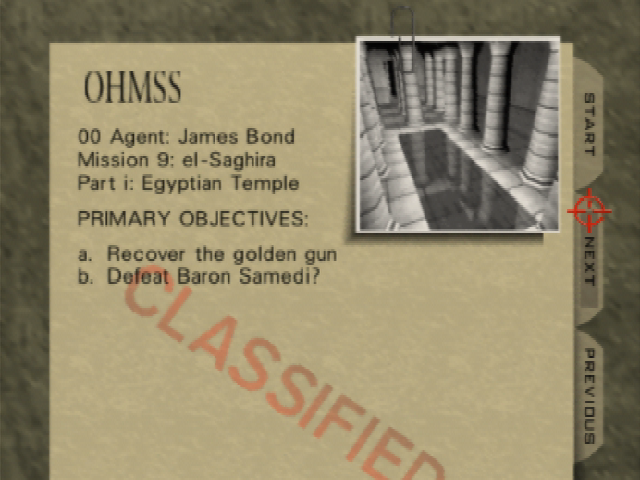 OHMSS
00 Agent: James Bond
Mission 9: el-Saghira
Part i: Egyptian Temple
PRIMARY OBJECTIVES:
a. Recover the golden gun
b. Defeat Baron Samedi?
CLASSIFIED
START
NEXT
PREVIOUS